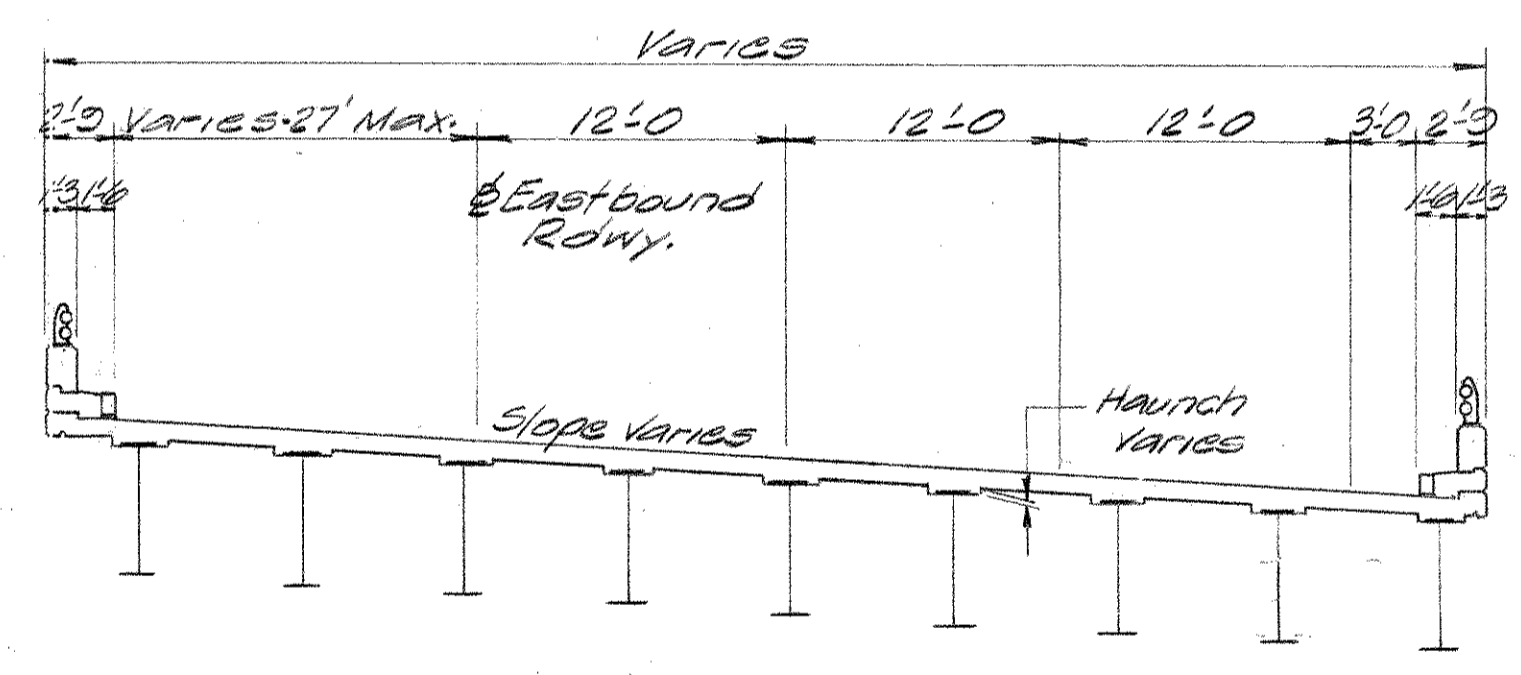 Varies
2'-9 Varies-27' Max. 12'-0 12'-0 12'-0 3'-0 2'-9
1'-3 1'-6 1'-6 1'-3
℄ Eastbound
Rdwy.
Haunch
varies
Slope varies